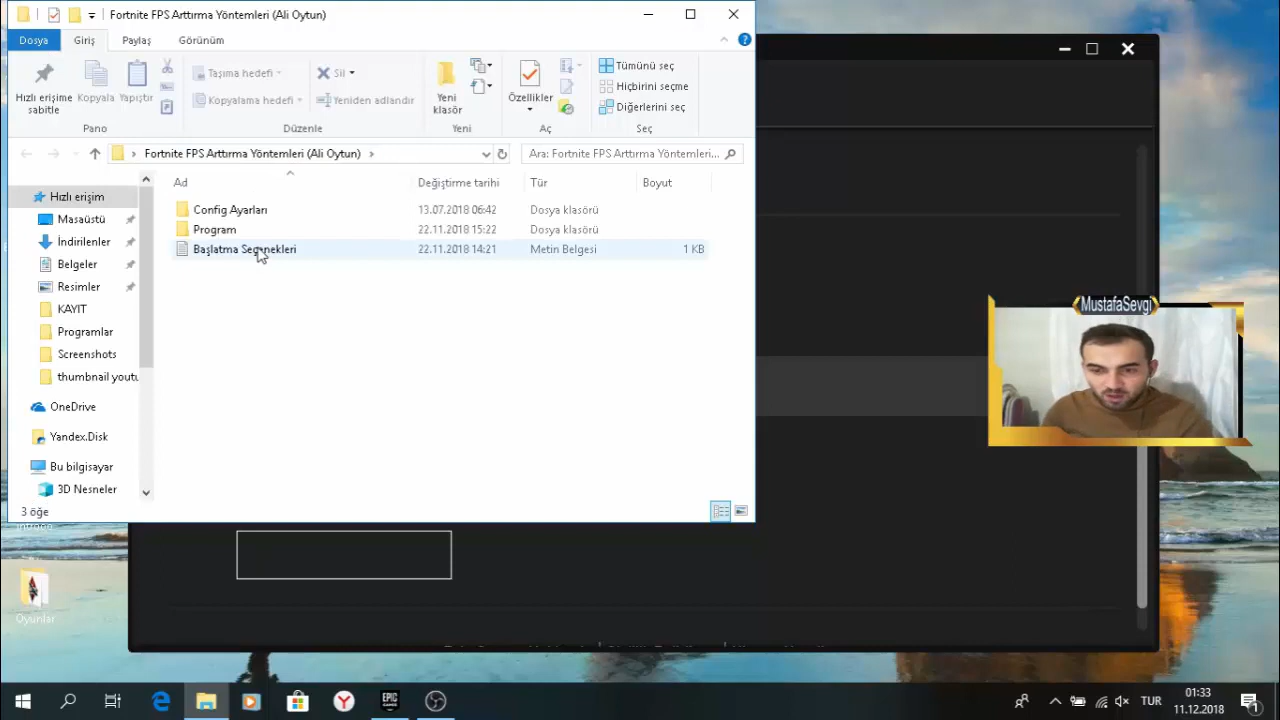 Fortnite FPS Arttırma Yöntemleri (Ali Oytun)
Dosya
Giriş
Paylaş
Görünüm
Hızlı erişime sabitle
Kopyala
Yapıştır
Pano
Taşıma hedefi
Kopyalama hedefi
Sil
Yeniden adlandır
Düzenle
Yeni klasör
Yeni
Özellikler
Aç
Tümünü seç
Hiçbirini seçme
Diğerlerini seç
Seç
Fortnite FPS Arttırma Yöntemleri (Ali Oytun)
Ara: Fortnite FPS Arttırma Yöntemleri...
Ad
Değiştirme tarihi
Tür
Boyut
Config Ayarları 13.07.2018 06:42 Dosya klasörü
Program 22.11.2018 15:22 Dosya klasörü
Başlatma Seçenekleri 22.11.2018 14:21 Metin Belgesi 1 KB
Hızlı erişim
Masaüstü
İndirilenler
Belgeler
Resimler
KAYIT
Programlar
Screenshots
thumbnail youtu
OneDrive
Yandex.Disk
Bu bilgisayar
3D Nesneler
3 öğe
MustafaSevgi
Oyunlar
EPIC GAMES
TUR
01:33
11.12.2018
1